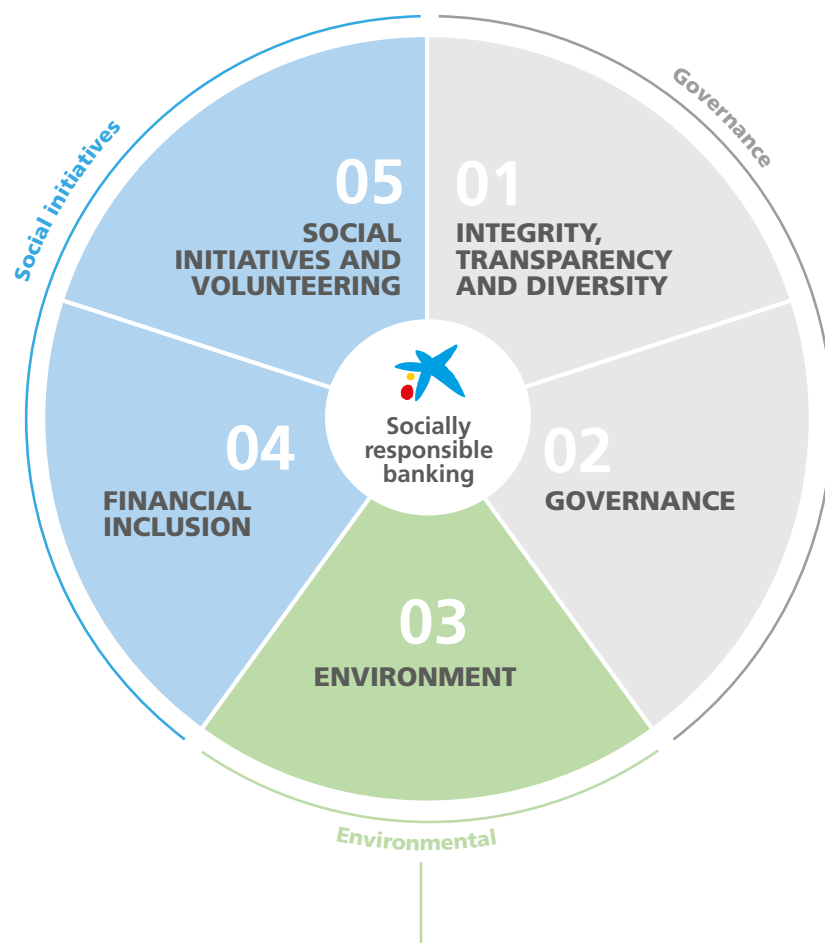 Social initiatives
Governance
05
SOCIAL
INITIATIVES AND
VOLUNTEERING
01
INTEGRITY,
TRANSPARENCY
AND DIVERSITY
Socially
responsible
banking
04
FINANCIAL
INCLUSION
02
GOVERNANCE
03
ENVIRONMENT
Environmental